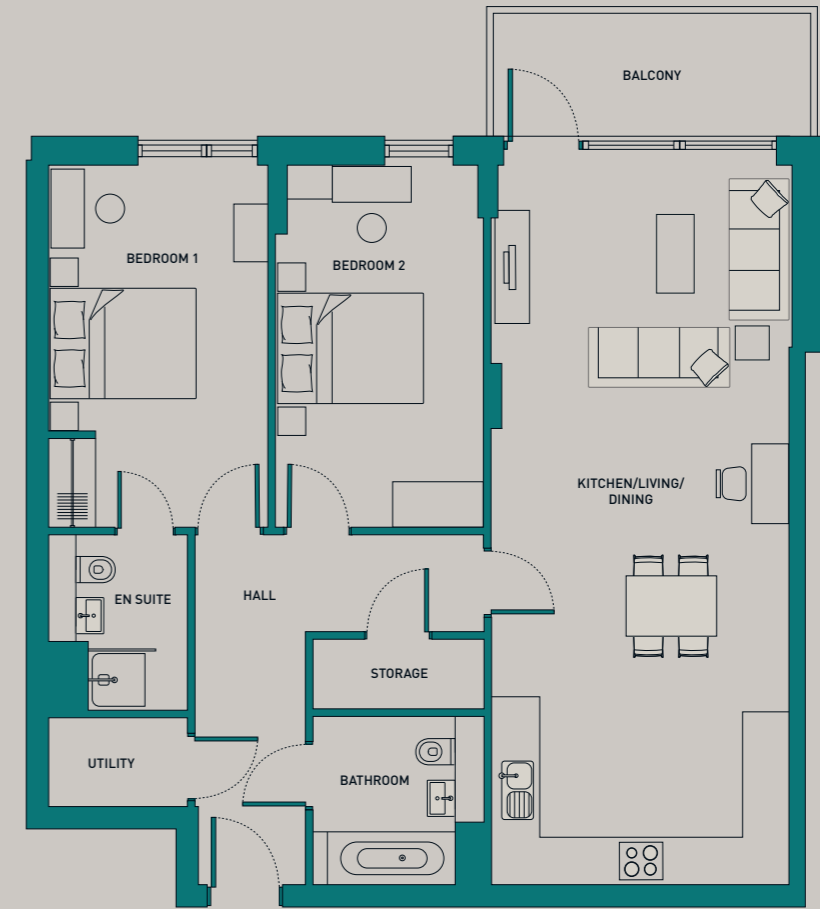 BALCONY
BEDROOM 1
BEDROOM 2
KITCHEN/LIVING/
DINING
EN SUITE
HALL
STORAGE
UTILITY
BATHROOM